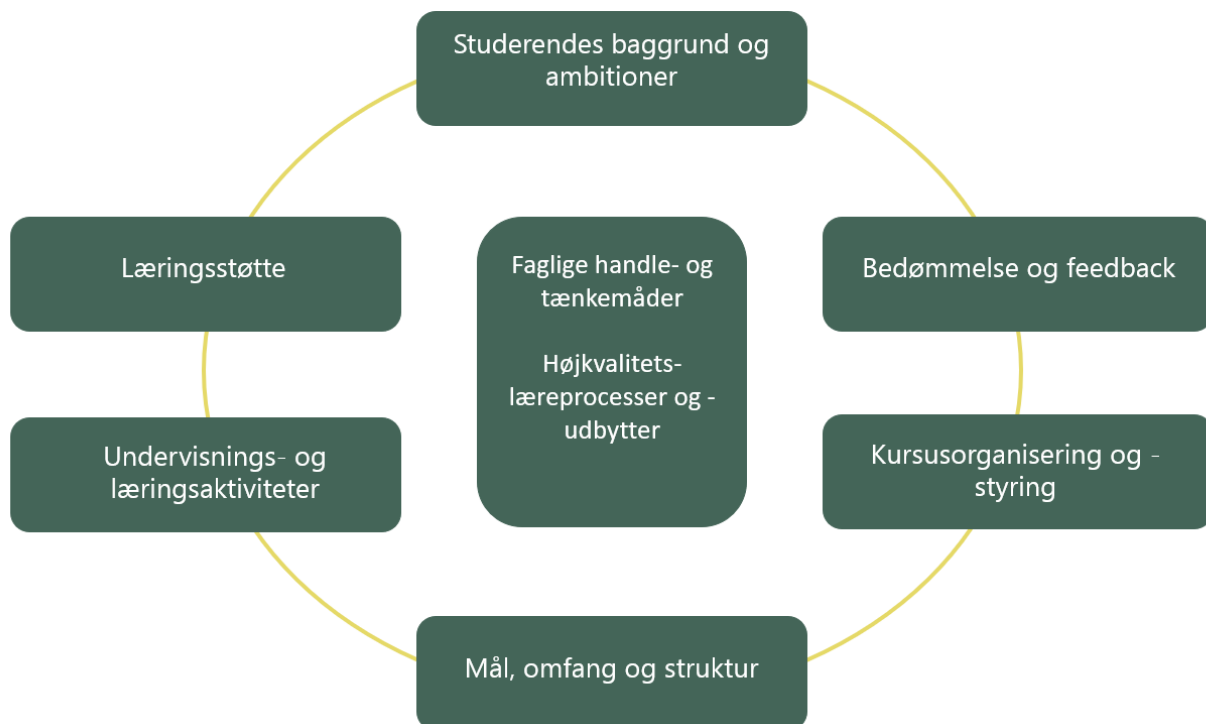 Studerendes baggrund og
ambitioner
Læringsstøtte
Faglige handle- og
tænkemåder
Højkvalitets-
læreprocesser og -
udbytter
Bedømmelse og feedback
Undervisnings- og
læringsaktiviteter
Kursusorganisering og -
styring
Mål, omfang og struktur